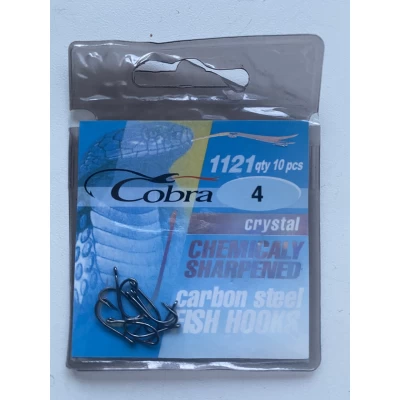 1121 qty 10 pcs
Cobra
4
crystal
CHEMICALY
SHARPENED
carbon steel
FISH HOOKS